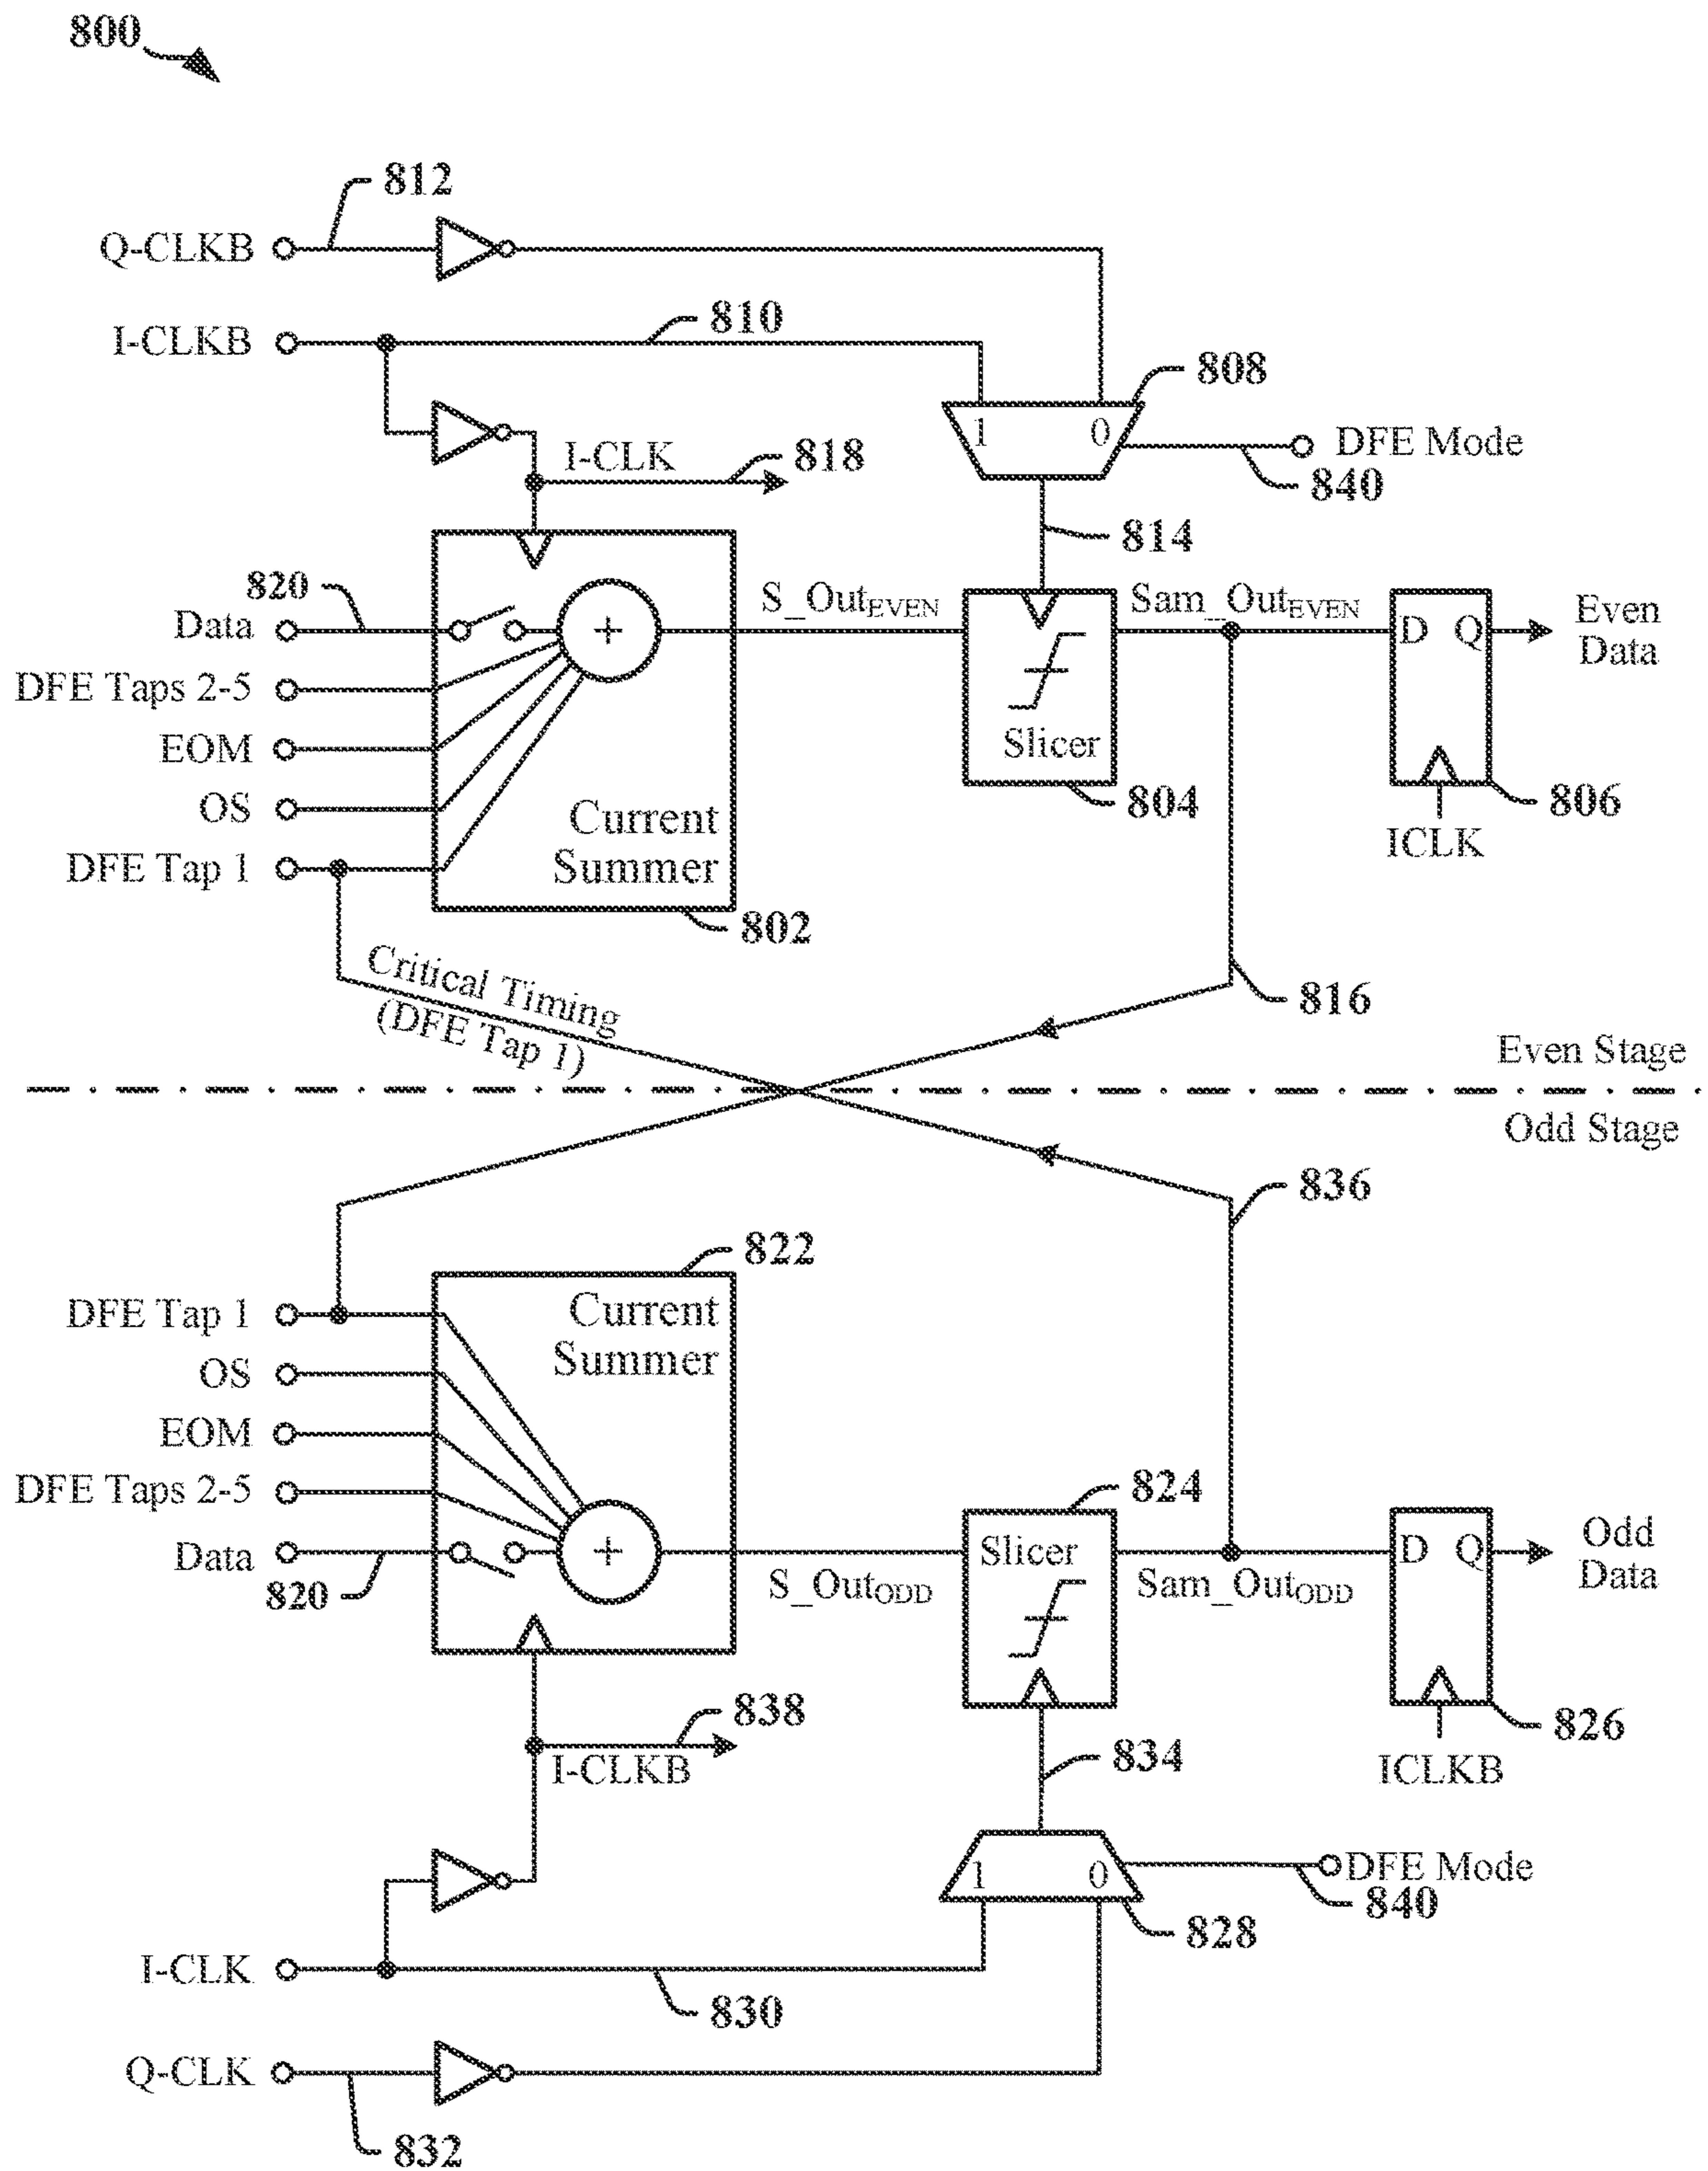 800
812
Q-CLKB
I-CLKB
810
808
1 0
DFE Mode
840
I-CLK
818
814
820
Data
DFE Taps 2-5
EOM
OS
DFE Tap 1
+
Current
Summer
802
S_OutEVEN
Slicer
804
Sam_OutEVEN
D Q
Even
Data
806
ICLK
Critical Timing
(DFE Tap 1)
816
Even Stage
Odd Stage
836
822
DFE Tap 1
OS
EOM
DFE Taps 2-5
Data
820
Current
Summer
+
S_OutODD
824
Slicer
Sam_OutODD
D Q
Odd
Data
826
ICLKB
838
I-CLKB
834
1 0
DFE Mode
840
828
I-CLK
830
Q-CLK
832